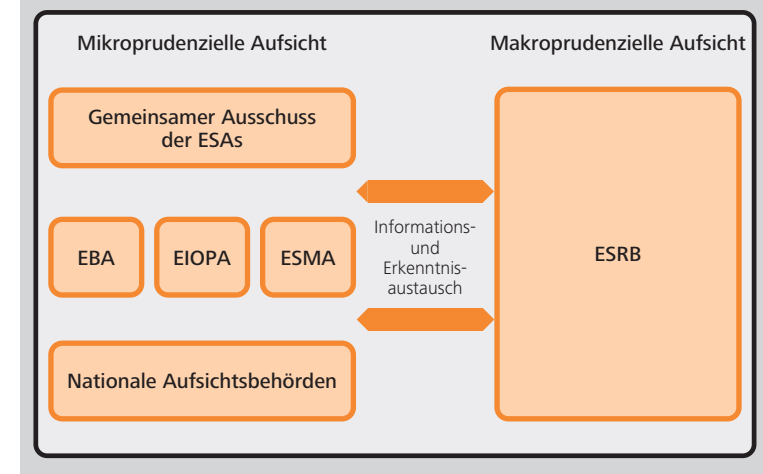 Mikroprudenzielle Aufsicht
Makroprudenzielle Aufsicht
Gemeinsamer Ausschuss
der ESAs
EBA
EIOPA
ESMA
Informations-
und
Erkenntnis-
austausch
ESRB
Nationale Aufsichtsbehörden